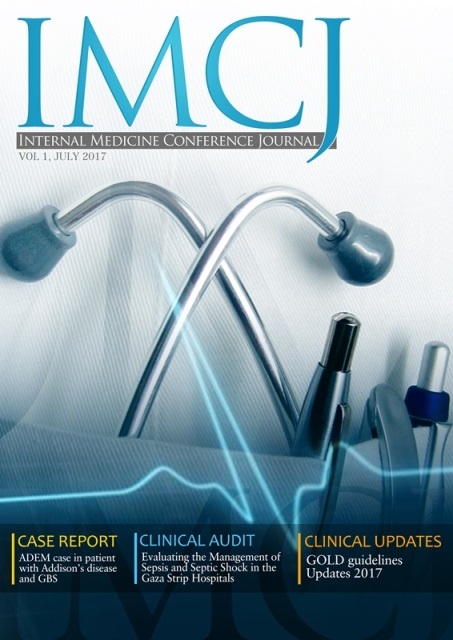 IMCJ
INTERNAL MEDICINE CONFERENCE JOURNAL
VOL 1, JULY 2017
CASE REPORT
ADEM case in patient
with Addison's disease
and GBS
CLINICAL AUDIT
Evaluating the Management of
Sepsis and Septic Shock in the
Gaza Strip Hospitals
CLINICAL UPDATES
GOLD guidelines
Updates 2017
IMCJ